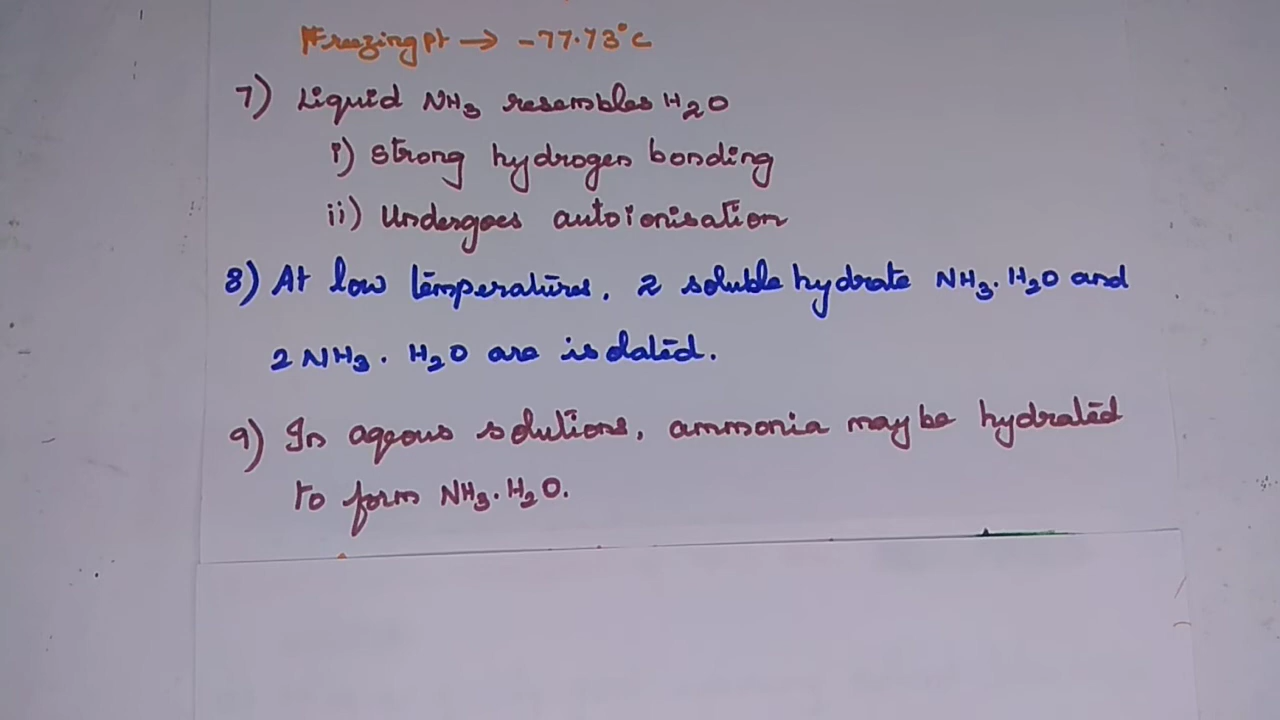 Freezing pt → -77.73°C
7) Liquid NH₃ resembles H₂O
i) strong hydrogen bonding
ii) Undergoes autoionisation
8) At low temperatures, 2 soluble hydrate NH₃.H₂O and
2NH₃.H₂O are isolated.
9) In aqeous solutions, ammonia may be hydrated
to form NH₃.H₂O.